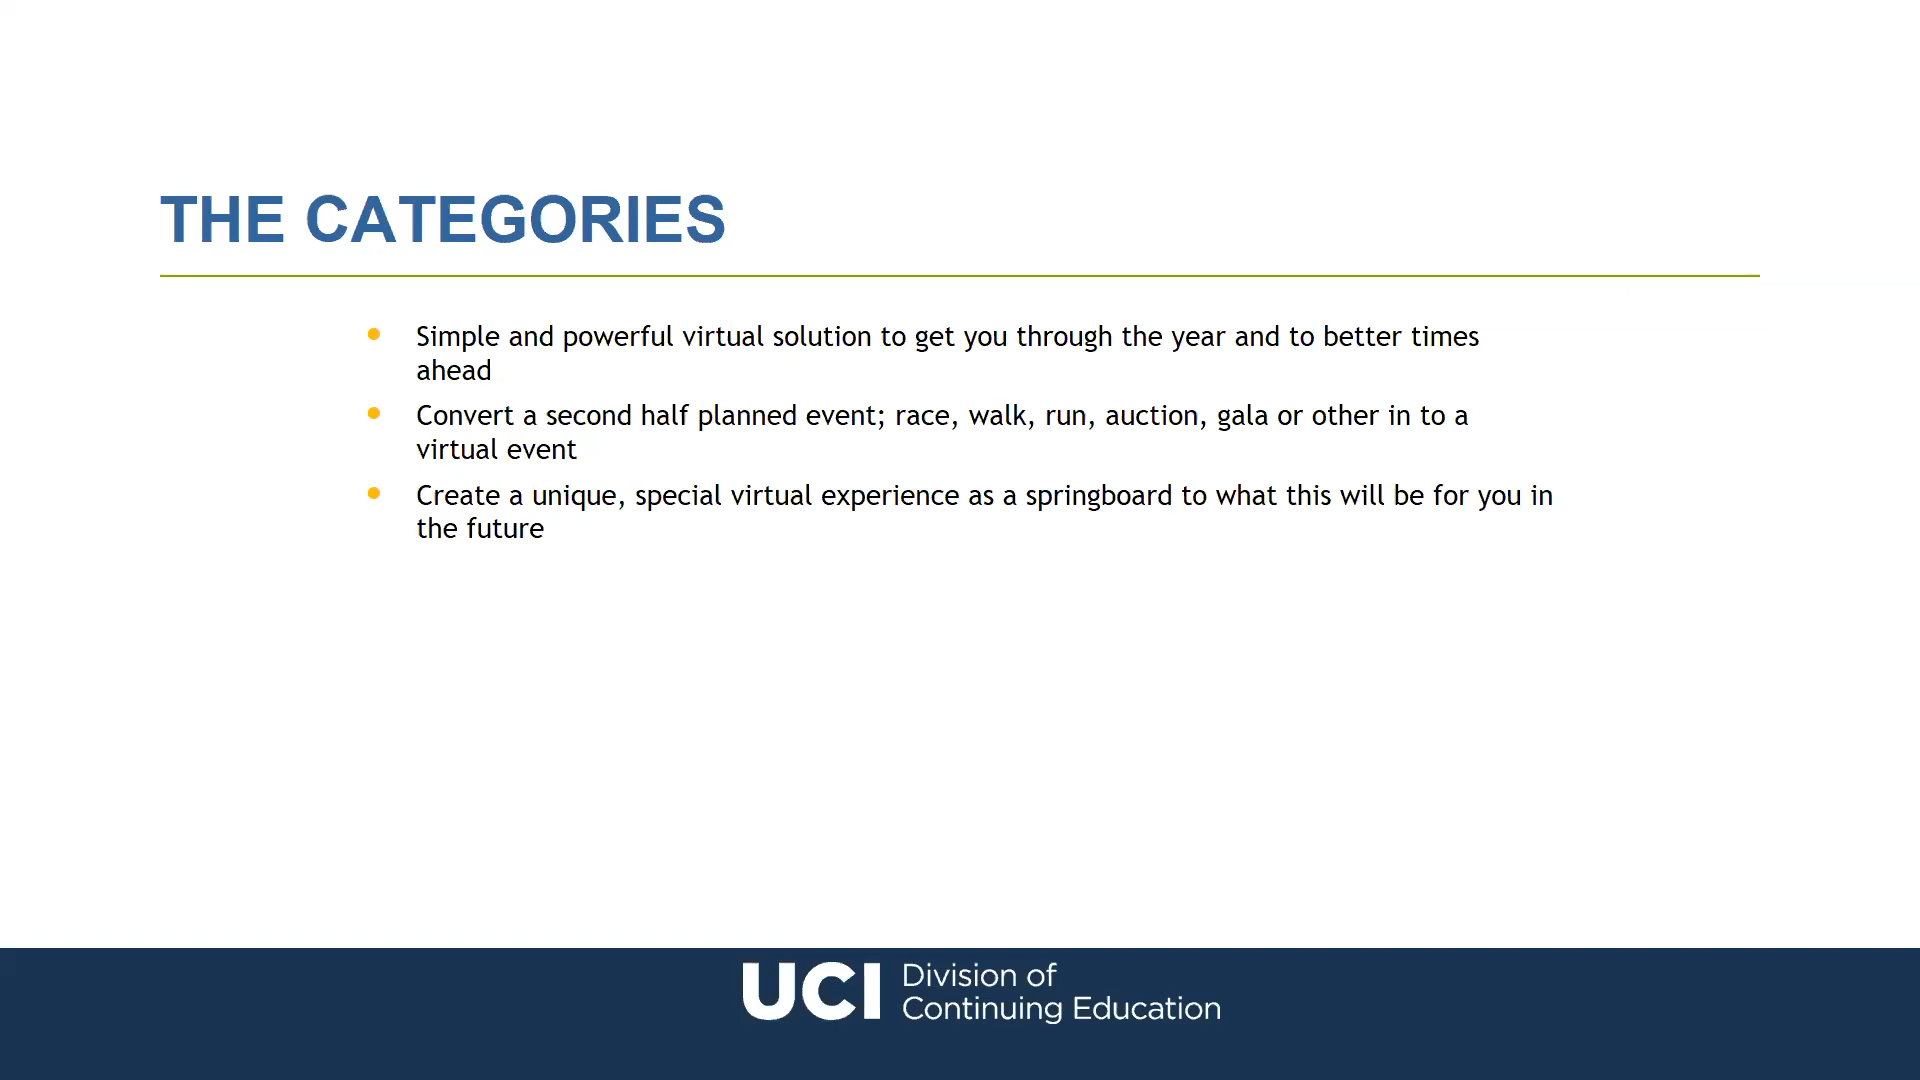 THE CATEGORIES
Simple and powerful virtual solution to get you through the year and to better times
ahead
Convert a second half planned event; race, walk, run, auction, gala or other in to a
virtual event
Create a unique, special virtual experience as a springboard to what this will be for you in
the future
UCI
Division of
Continuing Education